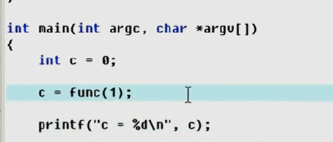 int main(int argc, char *argv[])
{
int c = 0;
c = func(1);
printf("c = %d\n", c);